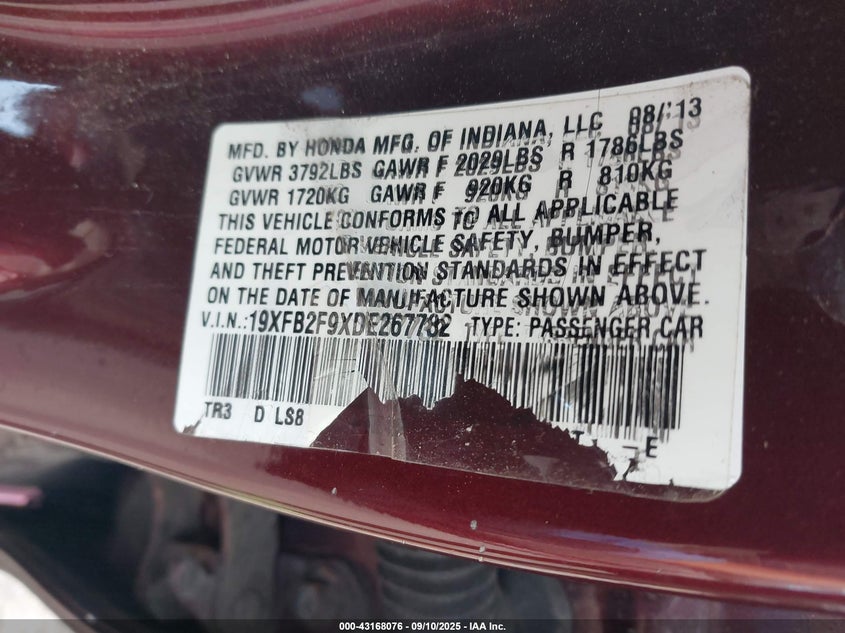 MFD. BY HONDA MFG. OF INDIANA, LLC 08/'13
GVWR 3792LBS GAWR F 2029LBS R 1786LBS
GVWR 1720KG GAWR F 920KG R 810KG
THIS VEHICLE CONFORMS TO ALL APPLICABLE
FEDERAL MOTOR VEHICLE SAFETY, BUMPER,
AND THEFT PREVENTION STANDARDS IN EFFECT
ON THE DATE OF MANUFACTURE SHOWN ABOVE.
V.I.N.:19XFB2F9XDE267732 TYPE: PASSENGER CAR
TR3 D LS8
E
000-43168076 - 09/10/2025 - IAA Inc.